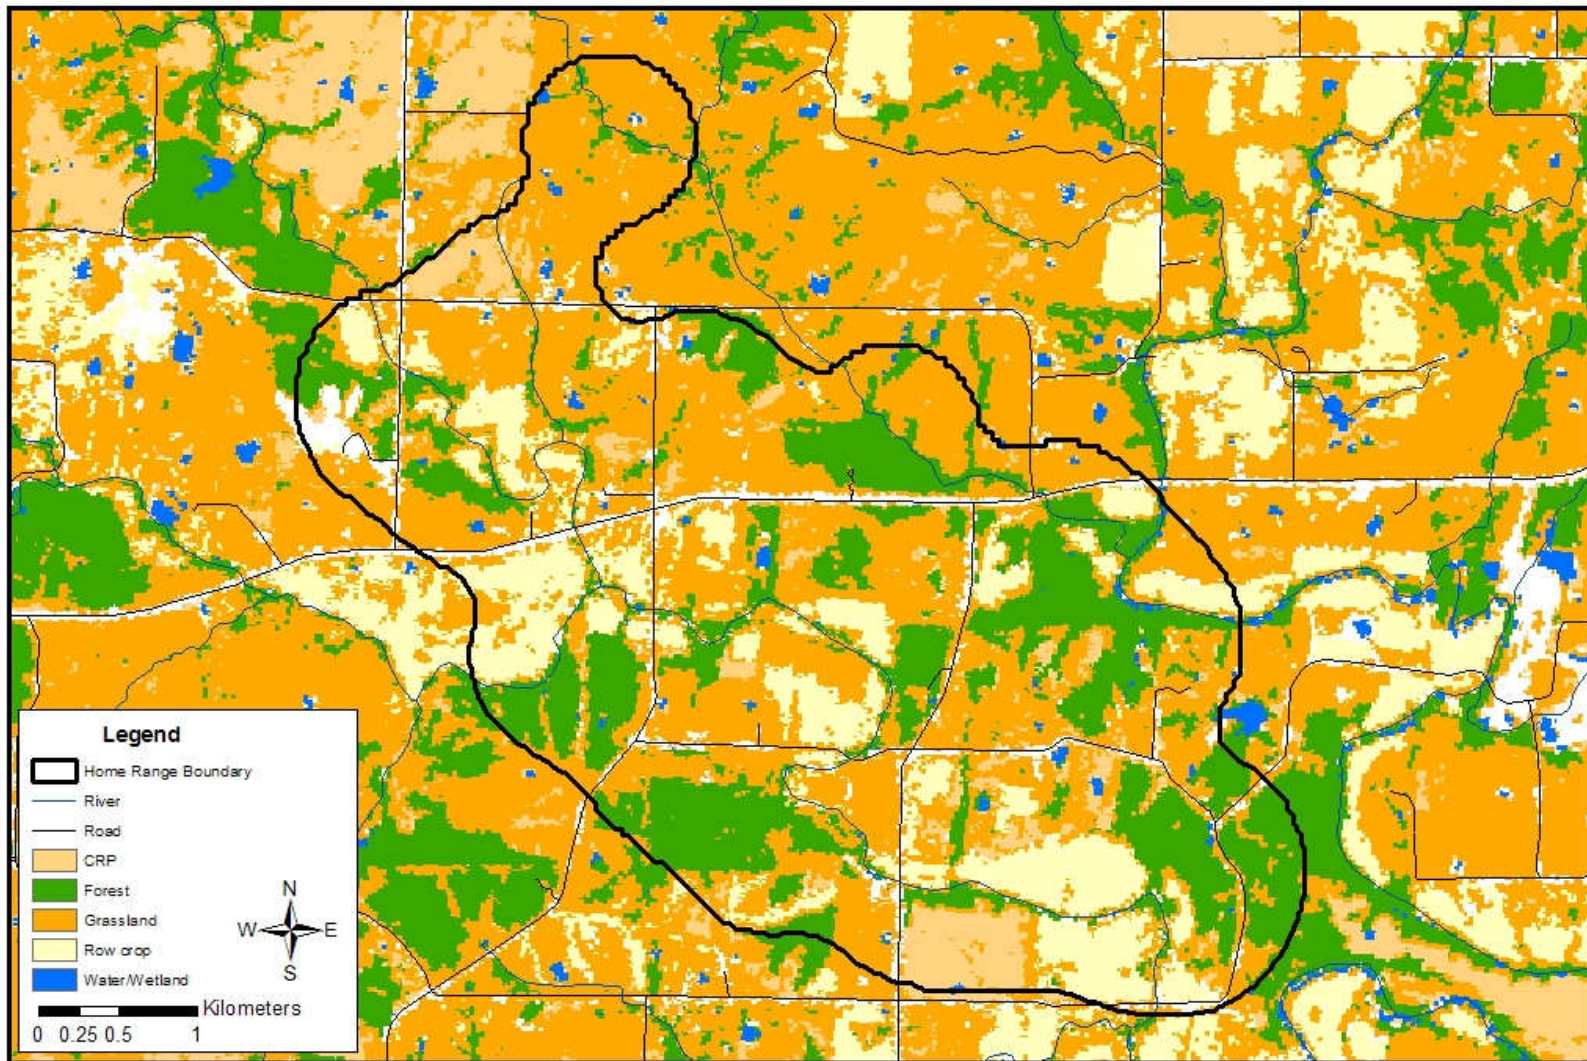 Legend
Home Range Boundary
River
Road
CRP
Forest
Grassland
Row crop
Water/Wetland
N
W E
S
Kilometers
0 0.25 0.5 1